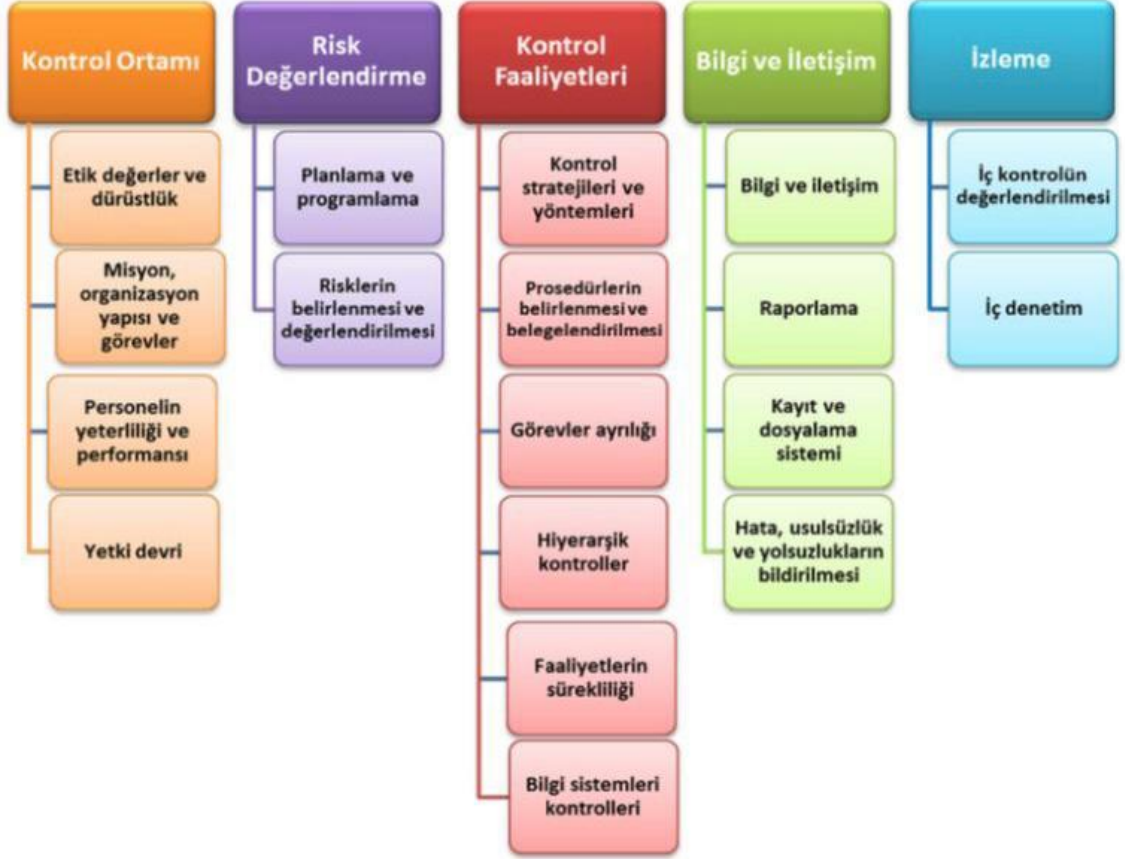 Kontrol Ortamı
Etik değerler ve
dürüstlük
Misyon,
organizasyon
yapısı ve
görevler
Personelin
yeterliliği ve
performansı
Yetki devri
Risk
Değerlendirme
Planlama ve
programlama
Risklerin
belirlenmesi ve
değerlendirilmesi
Kontrol
Faaliyetleri
Kontrol
stratejileri ve
yöntemleri
Prosedürlerin
belirlenmesi ve
belegelendirilmesi
Görevler ayrılığı
Hiyerarşik
kontroller
Faaliyetlerin
sürekliliği
Bilgi sistemleri
kontrolleri
Bilgi ve İletişim
Bilgi ve iletişim
Raporlama
Kayıt ve
dosyalama
sistemi
Hata, usulsüzlük
ve yolsuzlukların
bildirilmesi
İzleme
İç kontrolün
değerlendirilmesi
İç denetim